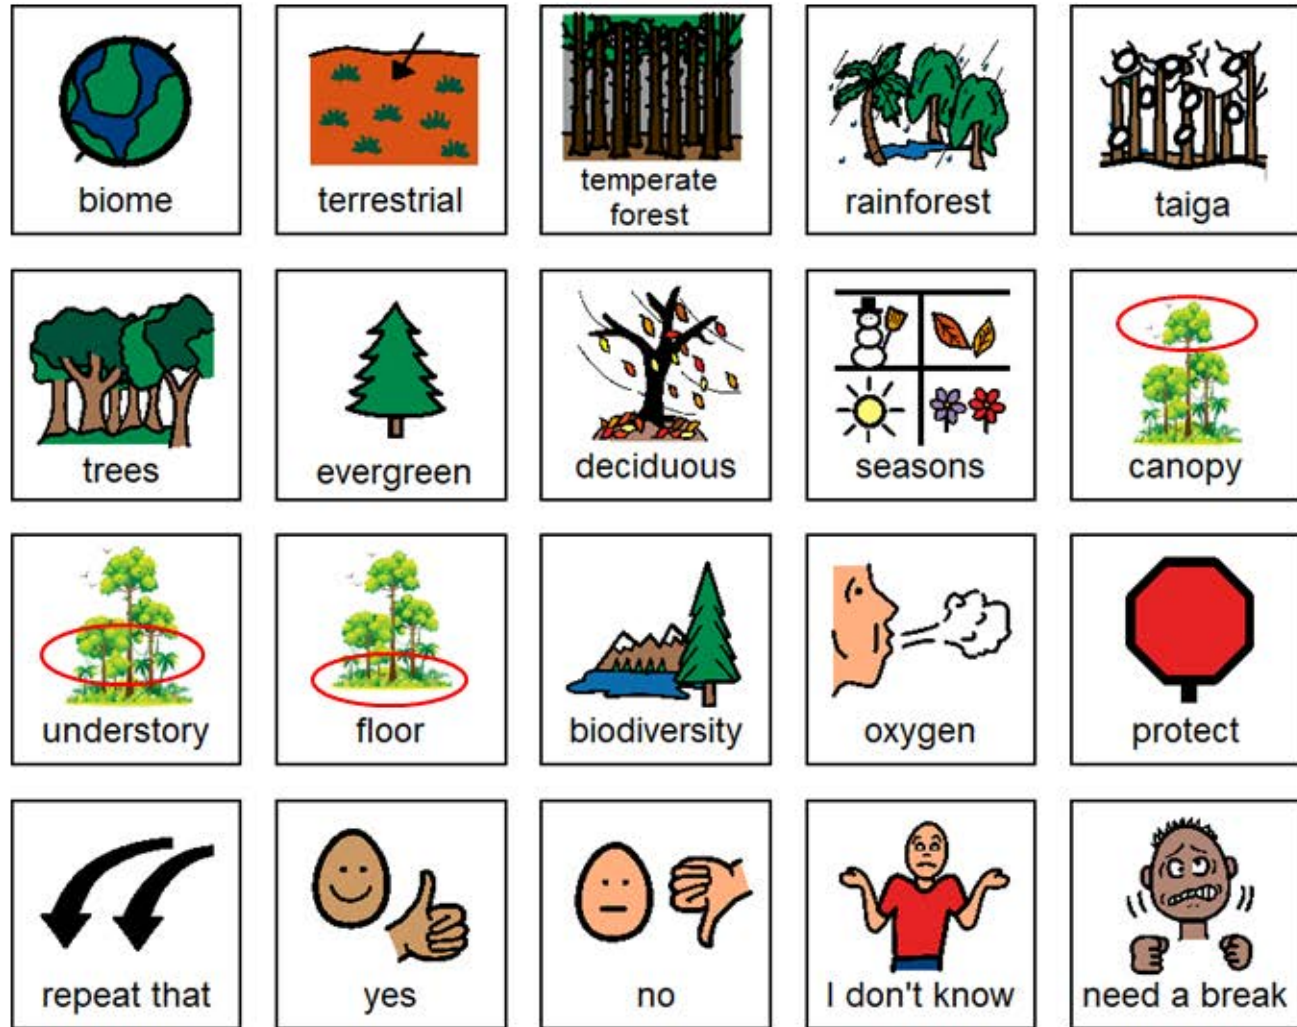 biome
terrestrial
temperate
forest
rainforest
taiga
trees
evergreen
deciduous
seasons
canopy
understory
floor
biodiversity
oxygen
protect
repeat that
yes
no
I don't know
need a break